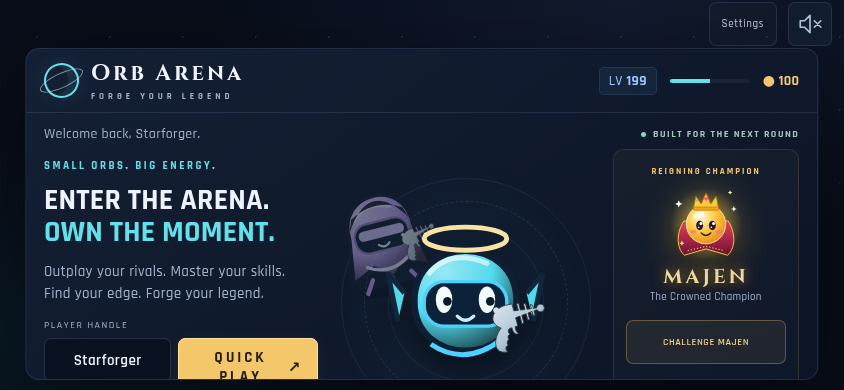 Settings
ORB ARENA
FORGE YOUR LEGEND
LV 199
100
Welcome back, Starforger.
BUILT FOR THE NEXT ROUND
SMALL ORBS. BIG ENERGY.
ENTER THE ARENA.
OWN THE MOMENT.
Outplay your rivals. Master your skills.
Find your edge. Forge your legend.
PLAYER HANDLE
Starforger
QUICK
PLAY ↗
REIGNING CHAMPION
MAJEN
The Crowned Champion
CHALLENGE MAJEN